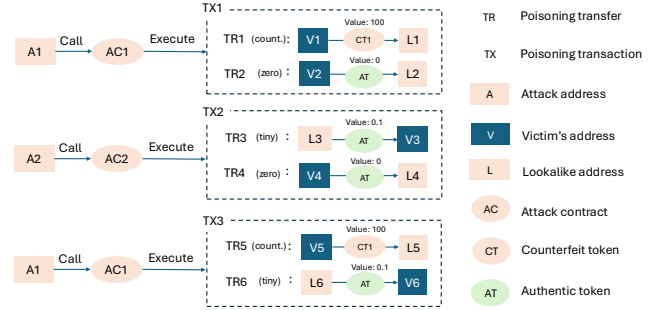 TX1
A1 Call AC1 Execute
Value: 100
TR1 (count.) : V1 CT1 L1
Value: 0
TR2 (zero) : V2 AT L2
TX2
A2 Call AC2 Execute
Value: 0.1
TR3 (tiny) : L3 AT V3
Value: 0
TR4 (zero) : V4 AT L4
TX3
A1 Call AC1 Execute
Value: 100
TR5 (count.) : V5 CT1 L5
Value: 0.1
TR6 (tiny) : L6 AT V6
TR Poisoning transfer
TX Poisoning transaction
A Attack address
V Victim's address
L Lookalike address
AC Attack contract
CT Counterfeit token
AT Authentic token